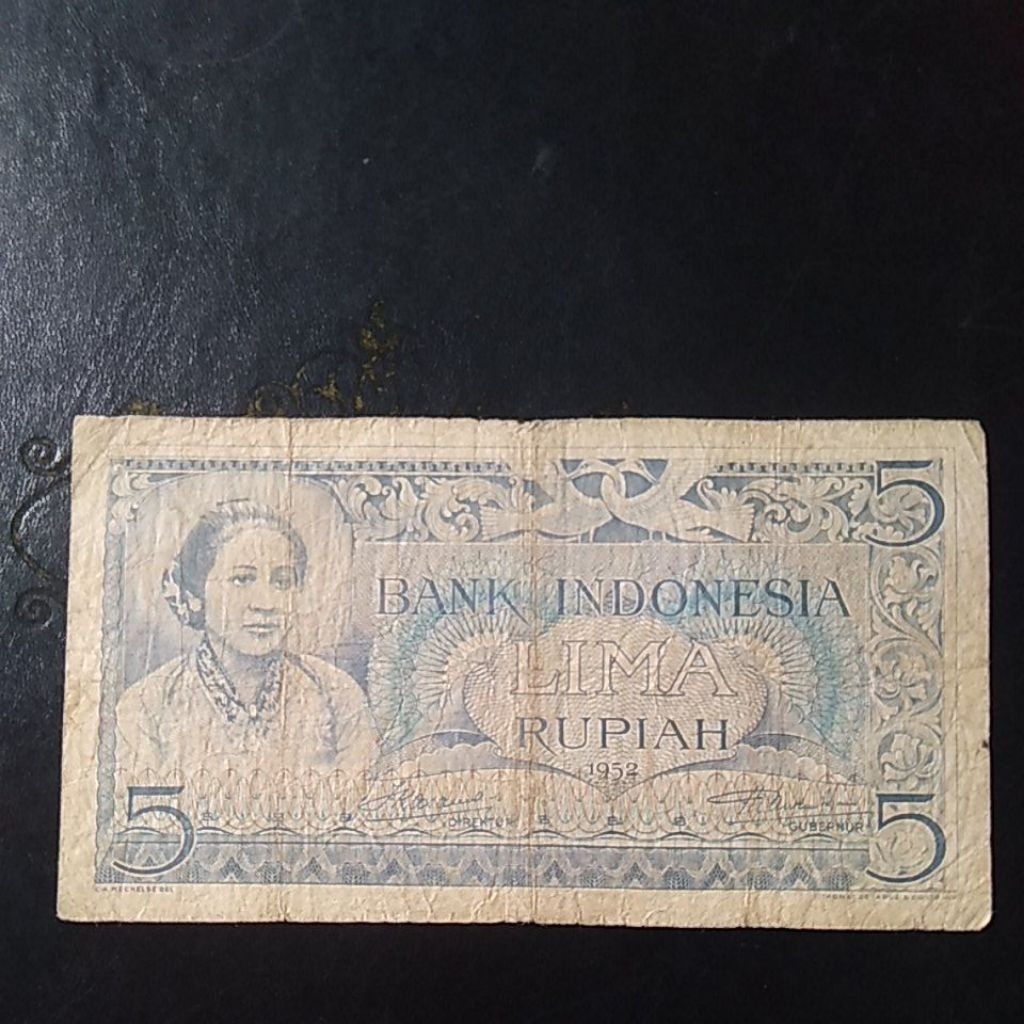 5
BANK INDONESIA
LIMA
RUPIAH
1952
DIREKTUR
GUBERNUR
5
5